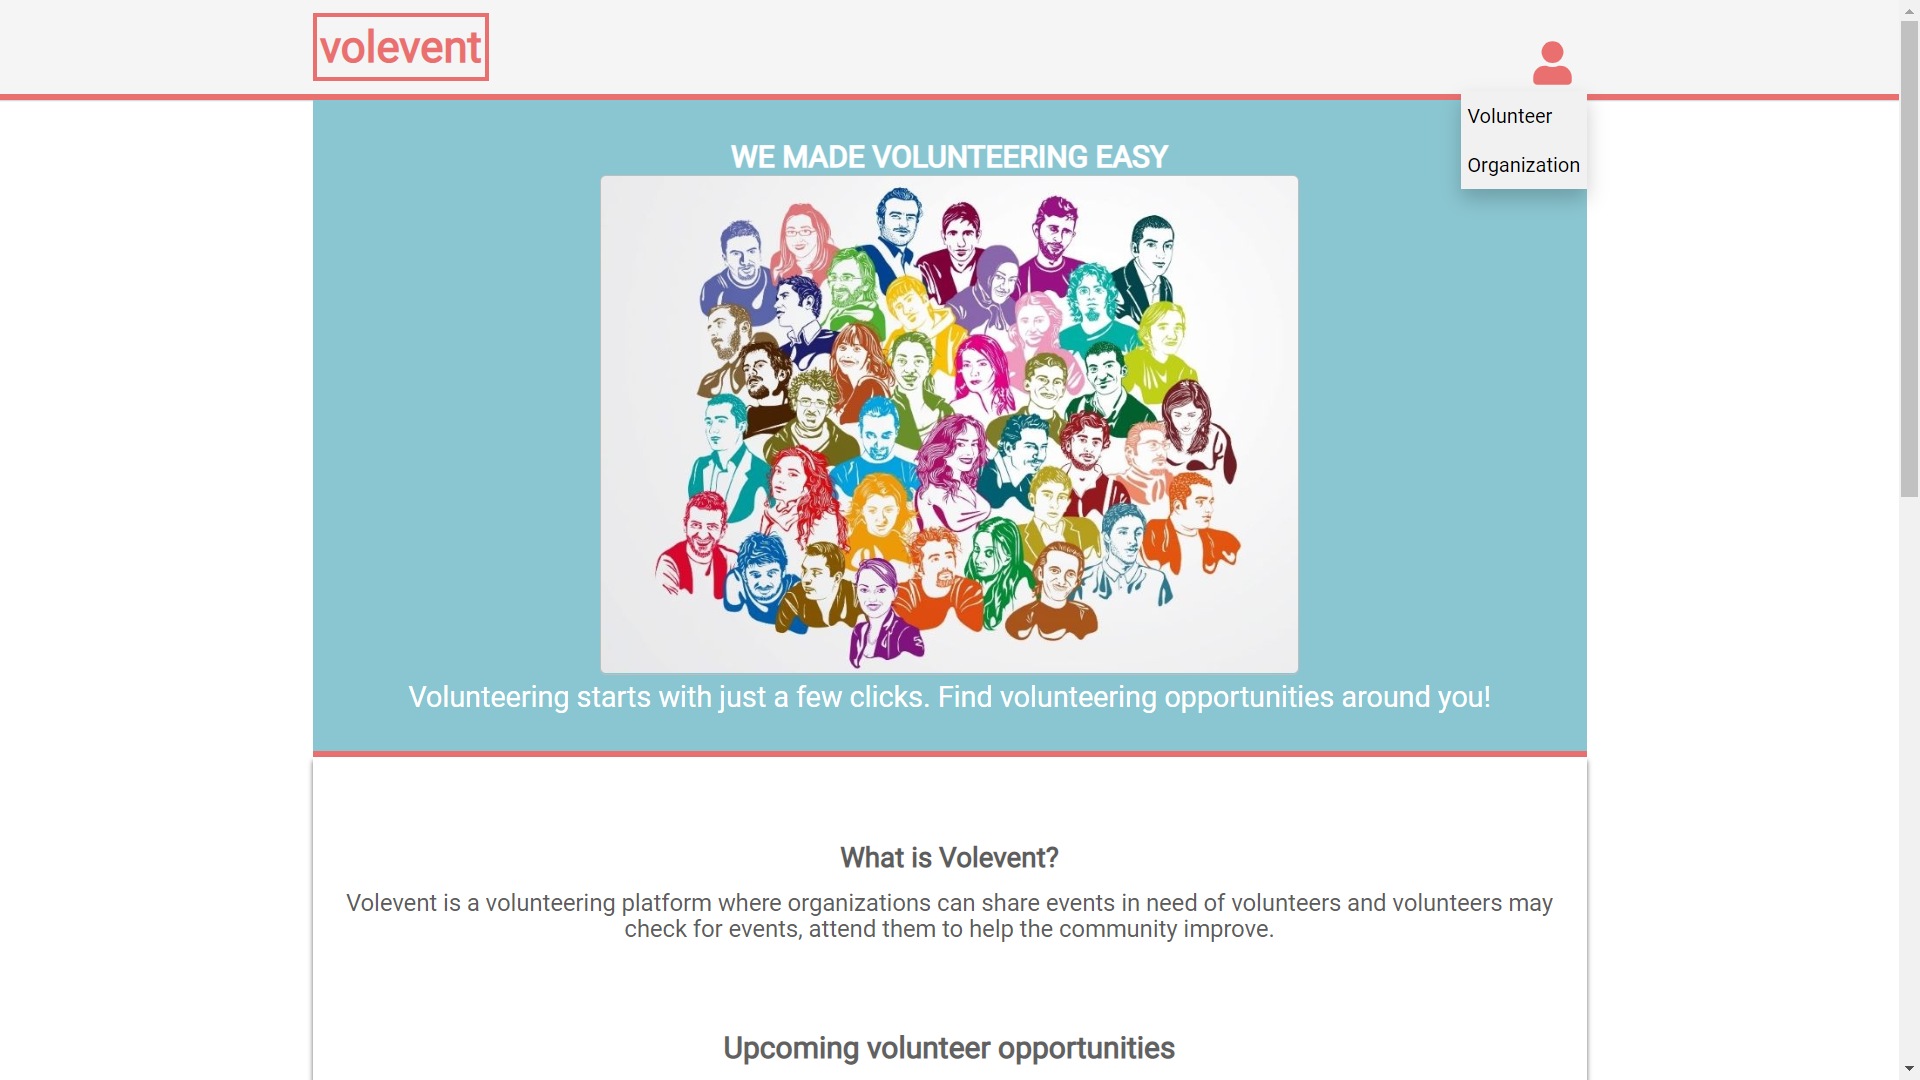 volevent
Volunteer
Organization
WE MADE VOLUNTEERING EASY
Volunteering starts with just a few clicks. Find volunteering opportunities around you!
What is Volevent?
Volevent is a volunteering platform where organizations can share events in need of volunteers and volunteers may
check for events, attend them to help the community improve.
Upcoming volunteer opportunities